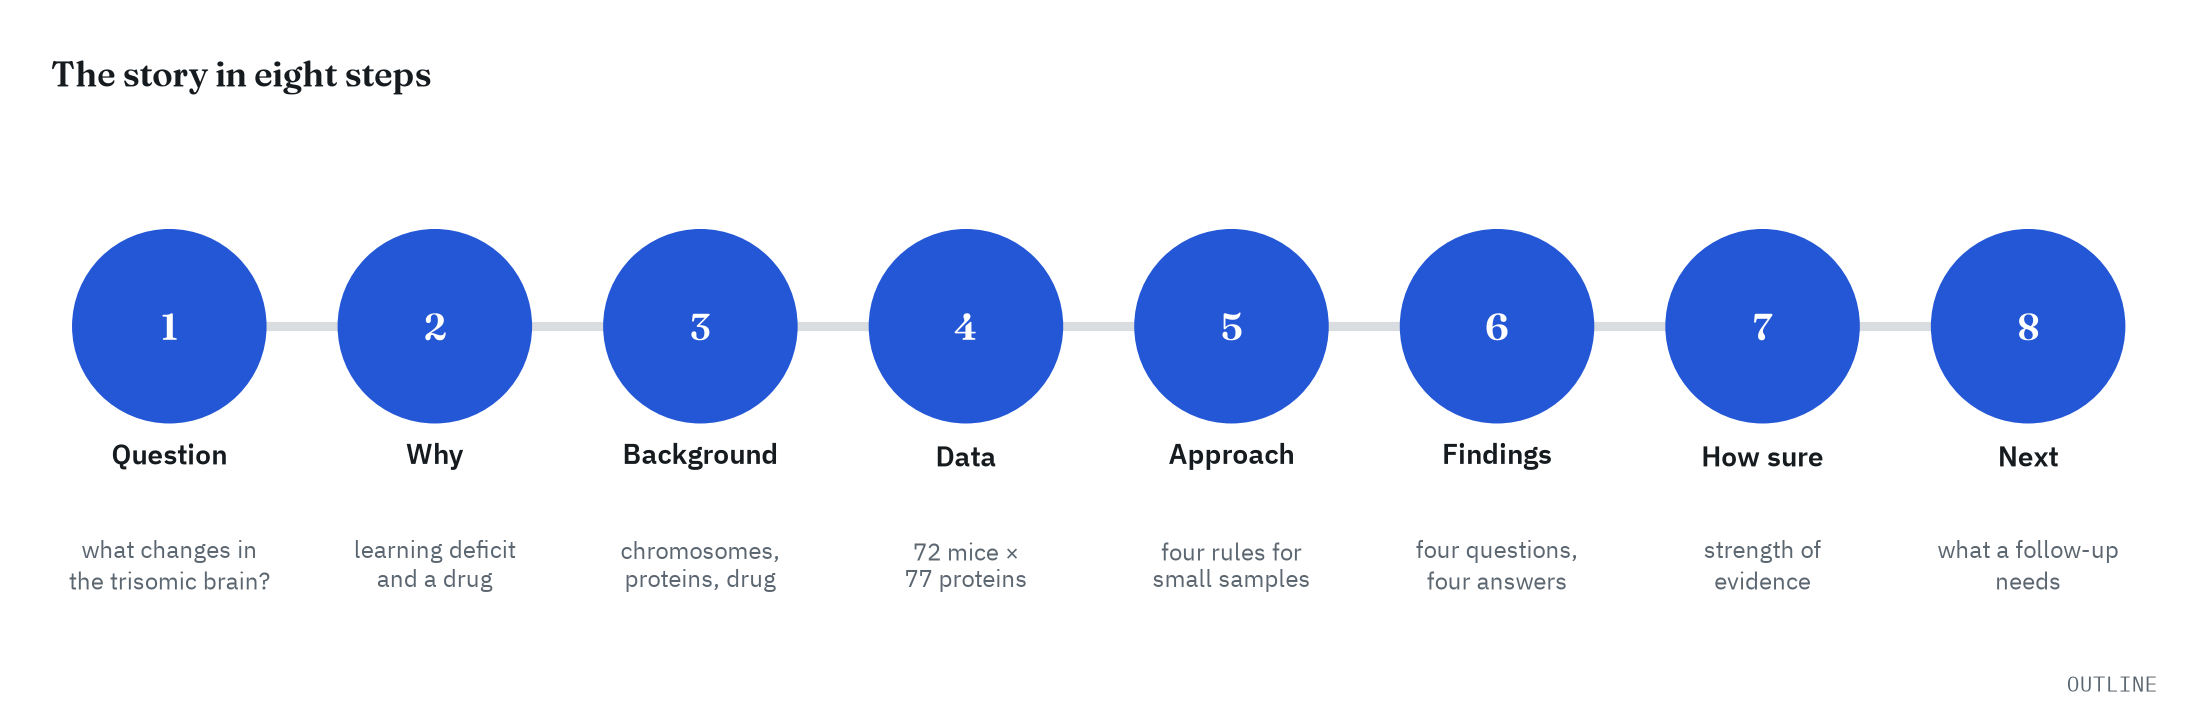 The story in eight steps
1
2
3
4
5
6
7
8
Question
Why
Background
Data
Approach
Findings
How sure
Next
what changes in
the trisomic brain?
learning deficit
and a drug
chromosomes,
proteins, drug
72 mice ×
77 proteins
four rules for
small samples
four questions,
four answers
strength of
evidence
what a follow-up
needs
OUTLINE